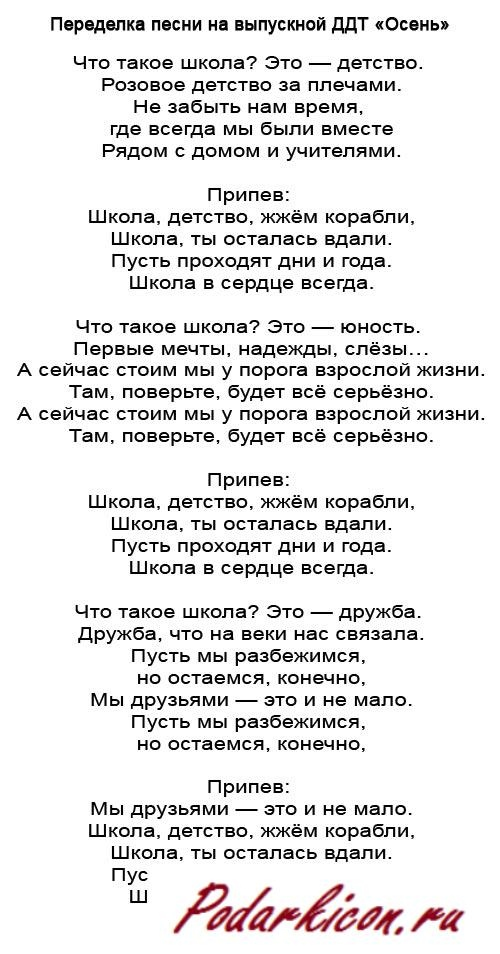 Переделка песни на выпускной ДДТ «Осень»
Что такое школа? Это — детство.
Розовое детство за плечами.
Не забыть нам время,
где всегда мы были вместе
Рядом с домом и учителями.
Припев:
Школа, детство, жжём корабли,
Школа, ты осталась вдали.
Пусть проходят дни и года.
Школа в сердце всегда.
Что такое школа? Это — юность.
Первые мечты, надежды, слёзы…
А сейчас стоим мы у порога взрослой жизни.
Там, поверьте, будет всё серьёзно.
А сейчас стоим мы у порога взрослой жизни.
Там, поверьте, будет всё серьёзно.
Припев:
Школа, детство, жжём корабли,
Школа, ты осталась вдали.
Пусть проходят дни и года.
Школа в сердце всегда.
Что такое школа? Это — дружба.
Дружба, что на веки нас связала.
Пусть мы разбежимся,
но остаемся, конечно,
Мы друзьями — это и не мало.
Пусть мы разбежимся,
но остаемся, конечно,
Припев:
Мы друзьями — это и не мало.
Школа, детство, жжём корабли,
Школа, ты осталась вдали.
Пус
Ш
Podarkicon.ru